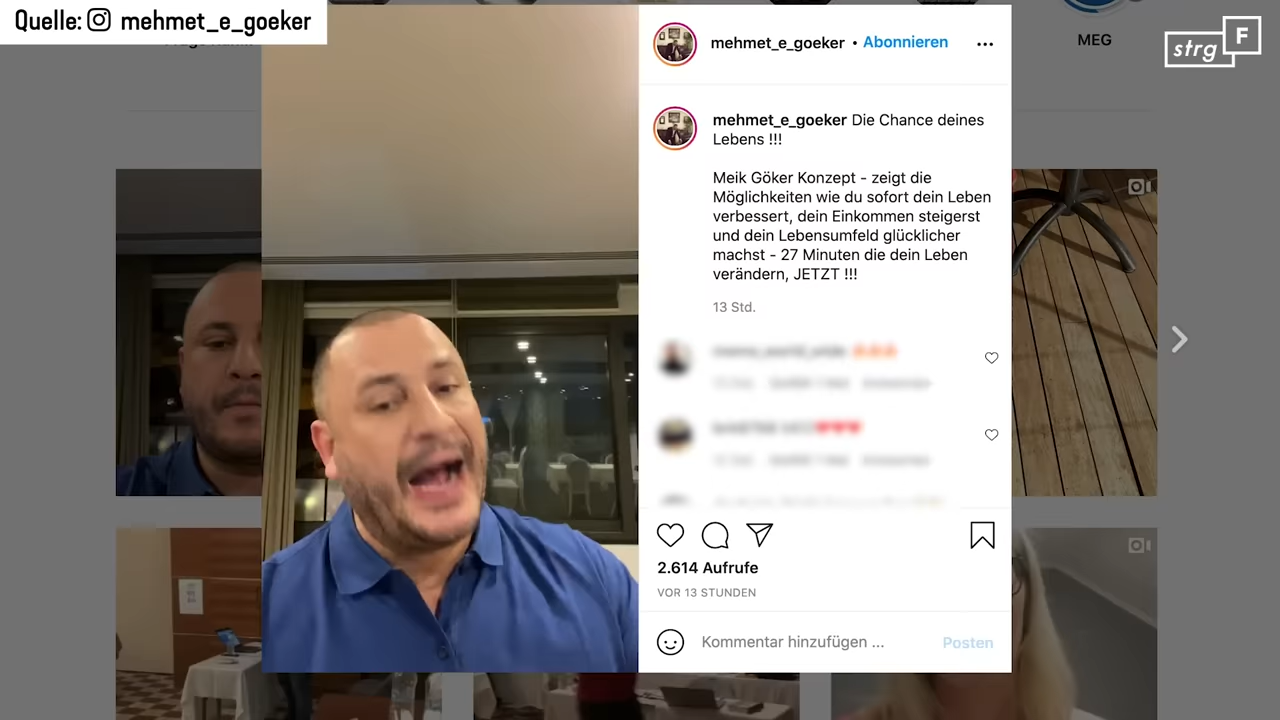 Quelle: mehmet_e_goeker
strg F
MEG
mehmet_e_goeker • Abonnieren
mehmet_e_goeker Die Chance deines
Lebens !!!
Meik Göker Konzept - zeigt die
Möglichkeiten wie du sofort dein Leben
verbessert, dein Einkommen steigerst
und dein Lebensumfeld glücklicher
machst - 27 Minuten die dein Leben
verändern, JETZT !!!
13 Std.
2.614 Aufrufe
VOR 13 STUNDEN
Kommentar hinzufügen ...
Posten